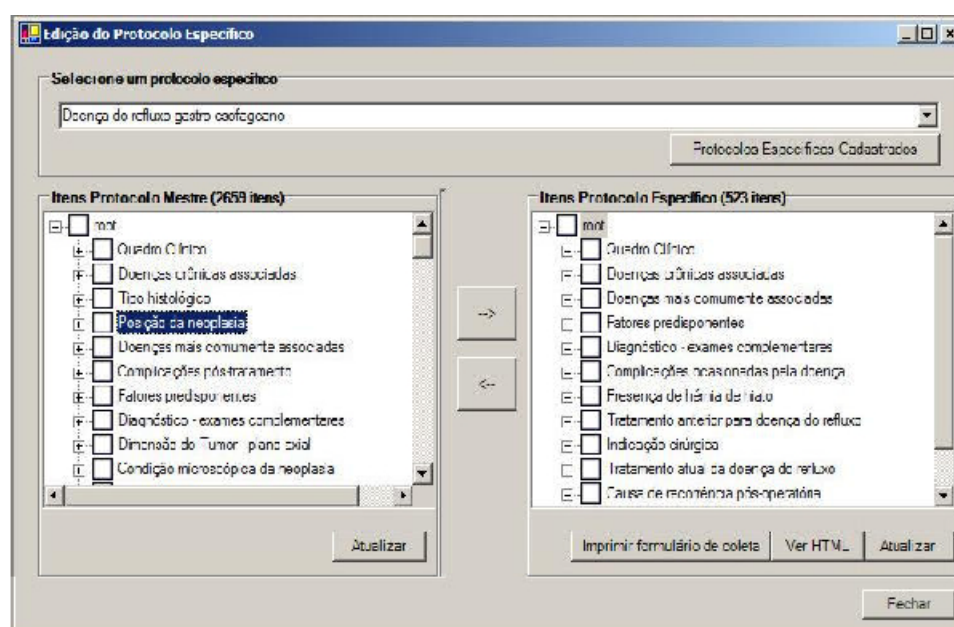 Edição do Protocolo Específico
Selecione um protocolo específico
Doença do refluxo gastro esofageano
Protocolos Específicos Cadastrados
Itens Protocolo Mestre (2659 itens)
root
Quadro Clínico
Doenças crônicas associadas
Tipo histológico
Posição da neoplasia
Doenças mais comumente associadas
Complicações pós-tratamento
Fatores predisponentes
Diagnóstico - exames complementares
Dimensão do Tumor - plano axial
Condição microscópica da neoplasia
Atualizar
-->
<--
Itens Protocolo Específico (523 itens)
root
Quadro Clínico
Doenças crônicas associadas
Doenças mais comumente associadas
Fatores predisponentes
Diagnóstico - exames complementares
Complicações ocasionadas pela doença
Presença de hérnia de hiato
Tratamento anterior para doença do refluxo
Indicação cirúrgica
Tratamento atual da doença do refluxo
Causa de recorrência pós-operatória
Imprimir formulário de coleta
Ver HTML
Atualizar
Fechar